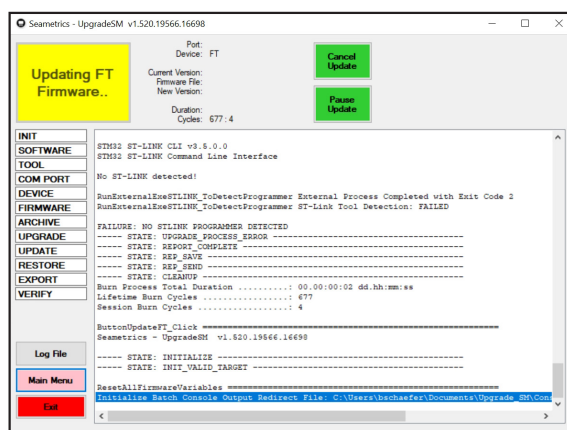 Seametrics - UpgradeSM v1.520.19566.16698
Updating FT
Firmware..
Port:
Device: FT
Current Version:
Firmware File:
New Version:
Duration:
Cycles: 677 : 4
Cancel
Update
Pause
Update
INIT
SOFTWARE
TOOL
COM PORT
DEVICE
FIRMWARE
ARCHIVE
UPGRADE
UPDATE
RESTORE
EXPORT
VERIFY
Log File
Main Menu
Exit
STM32 ST-LINK CLI v3.5.0.0
STM32 ST-LINK Command Line Interface
No ST-LINK detected!
RunExternalExeSTLINK_ToDetectProgrammer External Process Completed with Exit Code 2
RunExternalExeSTLINK_ToDetectProgrammer ST-Link Tool Detection: FAILED
FAILURE: NO STLINK PROGRAMMER DETECTED
----- STATE: UPGRADE_PROCESS_ERROR -----------------------------------------
----- STATE: REPORT_COMPLETE -----------------------------------------------
----- STATE: REP_SAVE ------------------------------------------------------
----- STATE: REP_SEND ------------------------------------------------------
----- STATE: CLEANUP -------------------------------------------------------
Burn Process Total Duration ..........: 00.00:00:02 dd.hh:mm:ss
Lifetime Burn Cycles .................: 677
Session Burn Cycles ..................: 4
ButtonUpdateFT_Click ================================================================
Seametrics - UpgradeSM v1.520.19566.16698
----- STATE: INITIALIZE ----------------------------------------------------
----- STATE: INIT_VALID_TARGET ---------------------------------------------
ResetAllFirmwareVariables ===========================================================
Initialize Batch Console Output Redirect File: C:\Users\bschaefer\Documents\Upgrade_SM\Cons